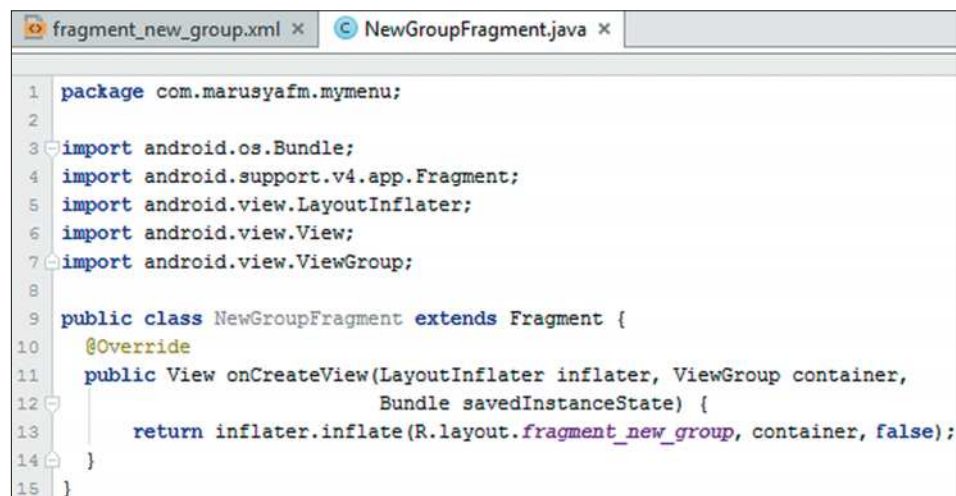 fragment_new_group.xml × NewGroupFragment.java ×
1 package com.marusyafm.mymenu;
2
3 import android.os.Bundle;
4 import android.support.v4.app.Fragment;
5 import android.view.LayoutInflater;
6 import android.view.View;
7 import android.view.ViewGroup;
8
9 public class NewGroupFragment extends Fragment {
10 @Override
11 public View onCreateView(LayoutInflater inflater, ViewGroup container,
12 Bundle savedInstanceState) {
13 return inflater.inflate(R.layout.fragment_new_group, container, false);
14 }
15 }